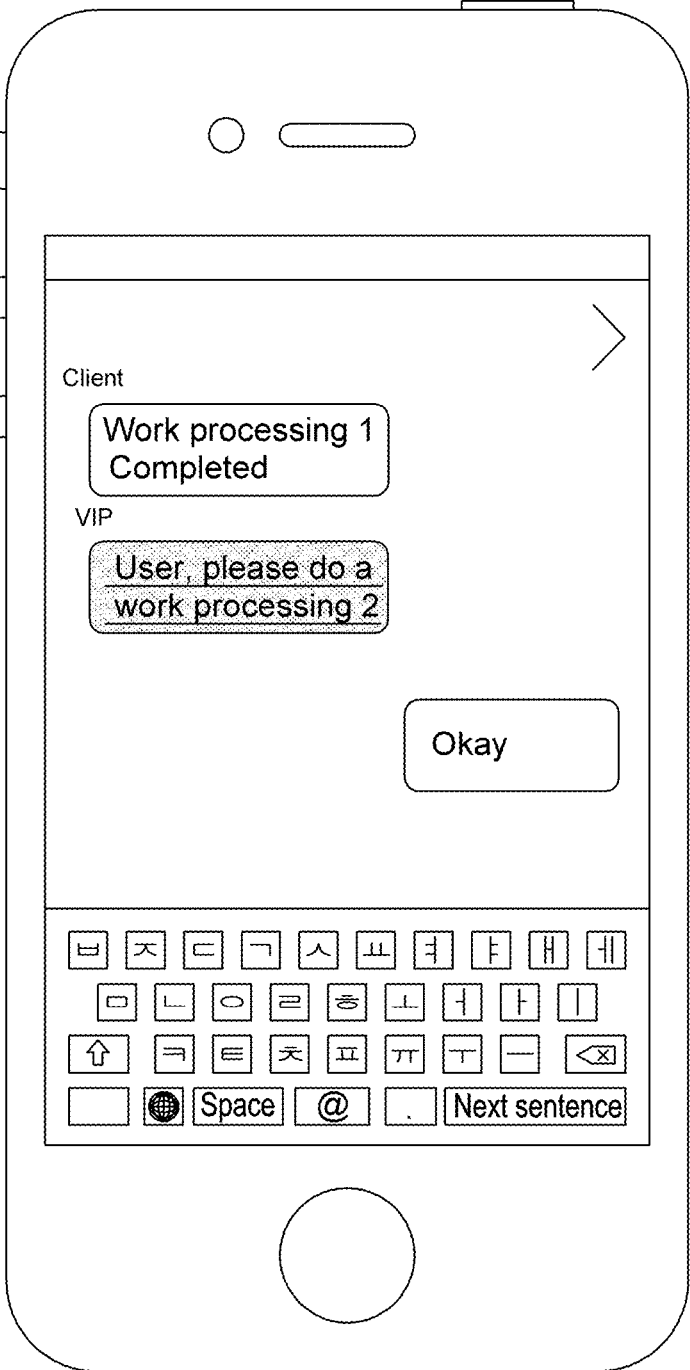 Client
Work processing 1
Completed
VIP
User, please do a
work processing 2
Okay
ㅂ ㅈ ㄷ ㄱ ㅅ ㅛ ㅕ ㅑ ㅐ ㅔ
ㅁ ㄴ ㅇ ㄹ ㅎ ㅗ ㅓ ㅏ ㅣ
ㅋ ㅌ ㅊ ㅍ ㅠ ㅜ ㅡ
Space @ . Next sentence